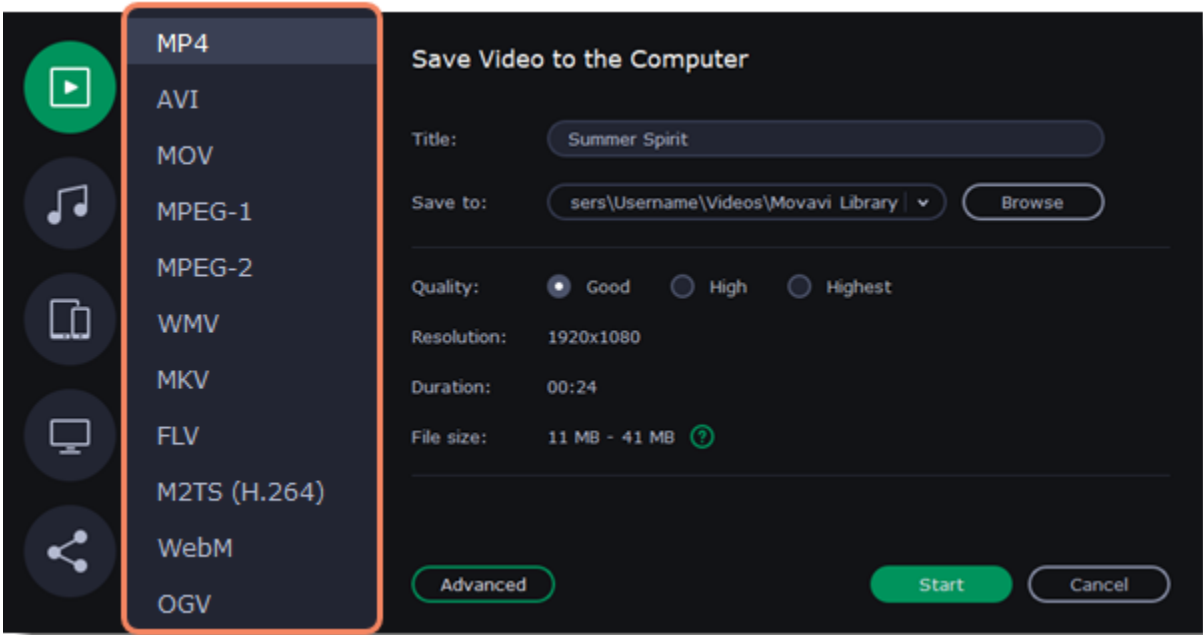 MP4
AVI
MOV
MPEG-1
MPEG-2
WMV
MKV
FLV
M2TS (H.264)
WebM
OGV
Save Video to the Computer
Title: Summer Spirit
Save to: sers\Username\Videos\Movavi Library Browse
Quality: Good High Highest
Resolution: 1920x1080
Duration: 00:24
File size: 11 MB - 41 MB ?
Advanced Start Cancel